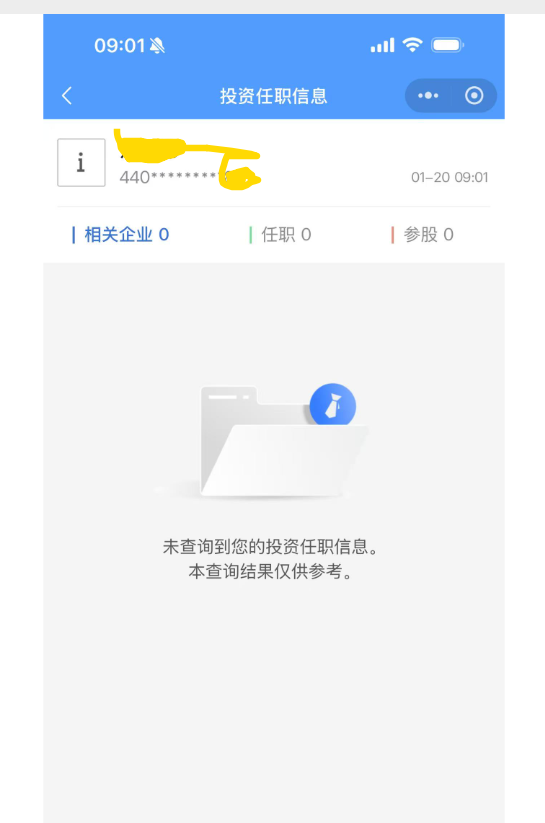 09:01
投资任职信息
i
440********
01-20 09:01
相关企业 0
任职 0
参股 0
未查询到您的投资任职信息。
本查询结果仅供参考。